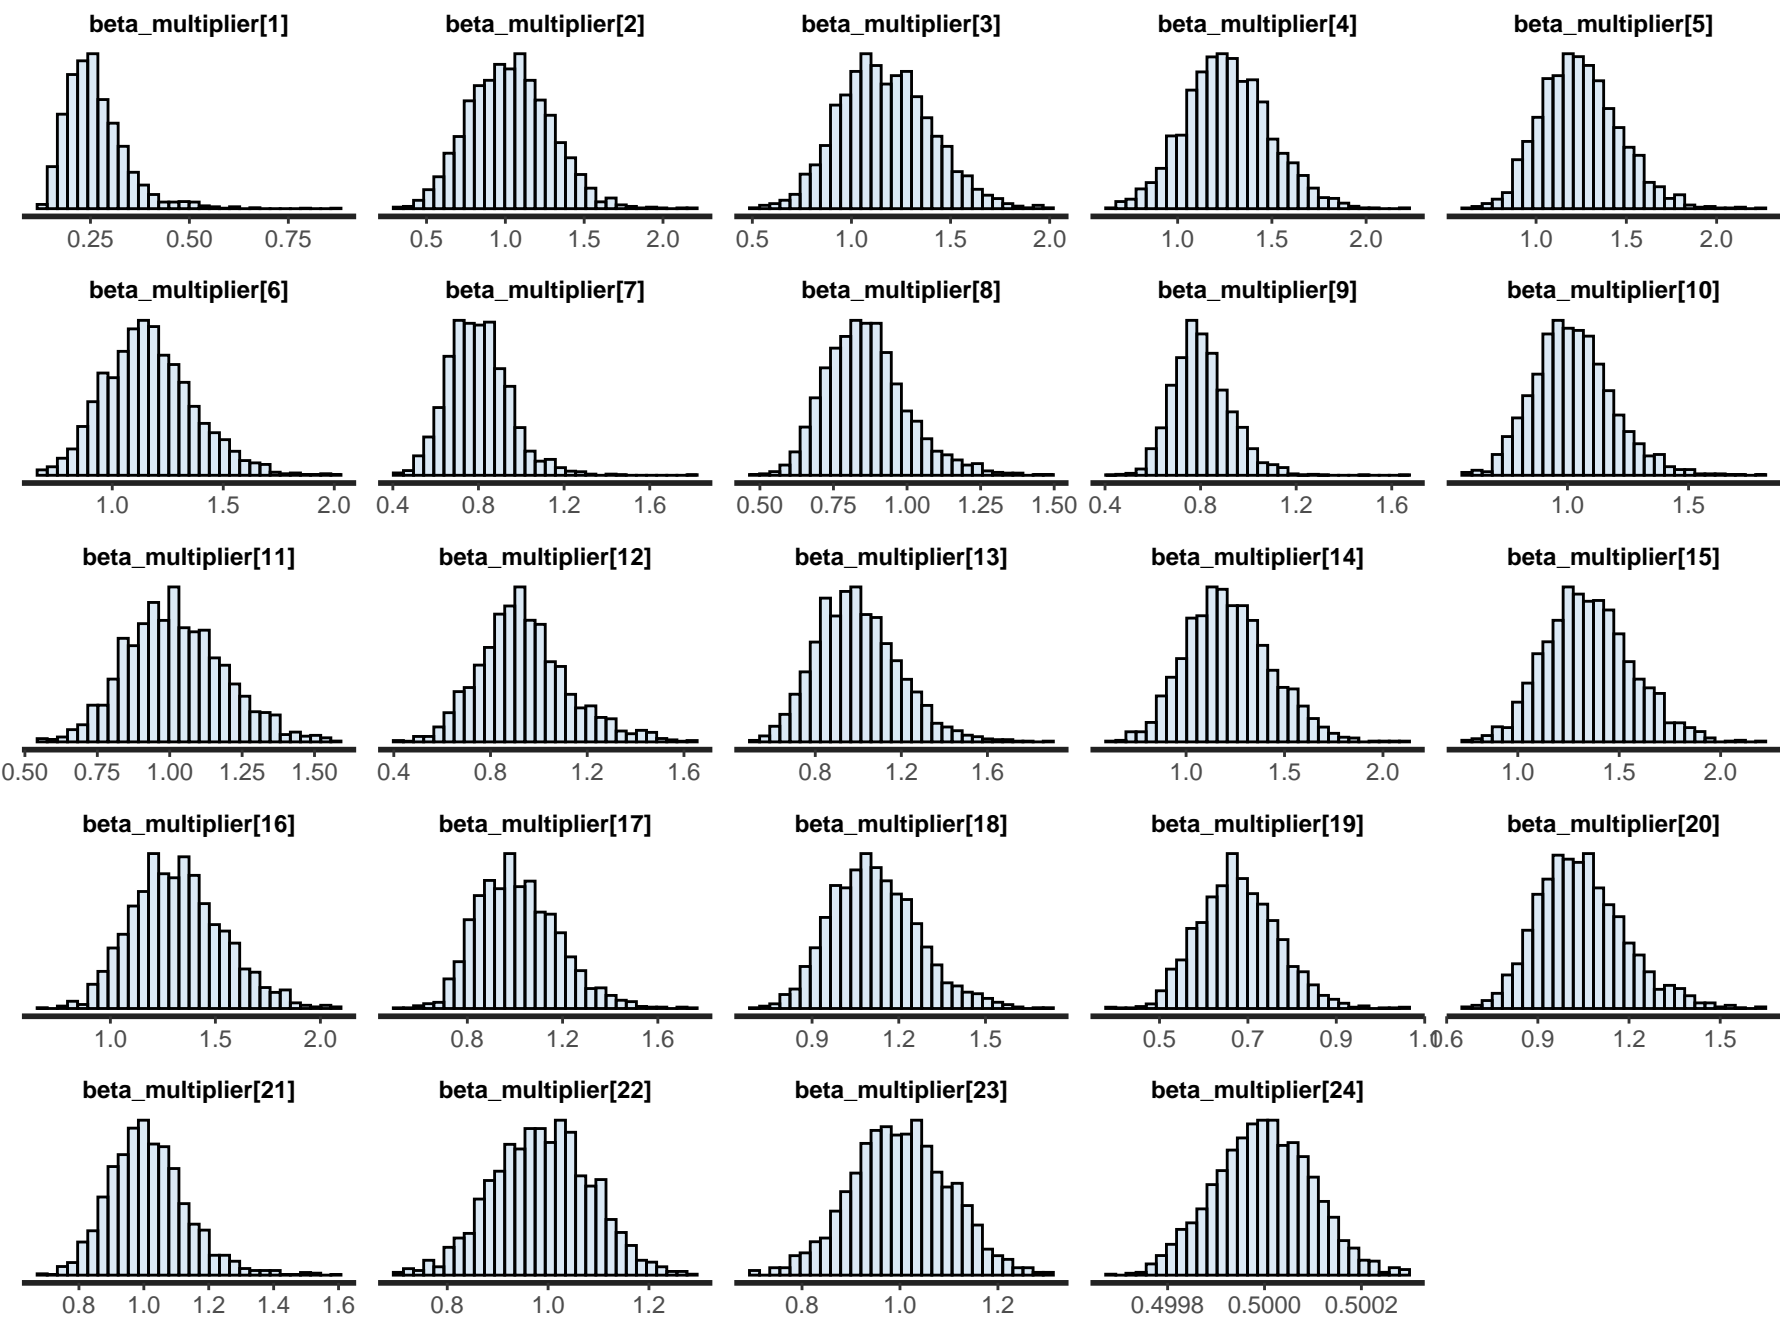 beta_multiplier[1] beta_multiplier[2] beta_multiplier[3] beta_multiplier[4] beta_multiplier[5]
0.25 0.50 0.75 0.5 1.0 1.5 2.0 0.5 1.0 1.5 2.0 1.0 1.5 2.0 1.0 1.5 2.0
beta_multiplier[6] beta_multiplier[7] beta_multiplier[8] beta_multiplier[9] beta_multiplier[10]
1.0 1.5 2.0 0.4 0.8 1.2 1.6 0.50 0.75 1.00 1.25 1.50 0.4 0.8 1.2 1.6 1.0 1.5
beta_multiplier[11] beta_multiplier[12] beta_multiplier[13] beta_multiplier[14] beta_multiplier[15]
0.50 0.75 1.00 1.25 1.50 0.4 0.8 1.2 1.6 0.8 1.2 1.6 1.0 1.5 2.0 1.0 1.5 2.0
beta_multiplier[16] beta_multiplier[17] beta_multiplier[18] beta_multiplier[19] beta_multiplier[20]
1.0 1.5 2.0 0.8 1.2 1.6 0.9 1.2 1.5 0.5 0.7 0.9 1.0 0.6 0.9 1.2 1.5
beta_multiplier[21] beta_multiplier[22] beta_multiplier[23] beta_multiplier[24]
0.8 1.0 1.2 1.4 1.6 0.8 1.0 1.2 0.8 1.0 1.2 0.4998 0.5000 0.5002